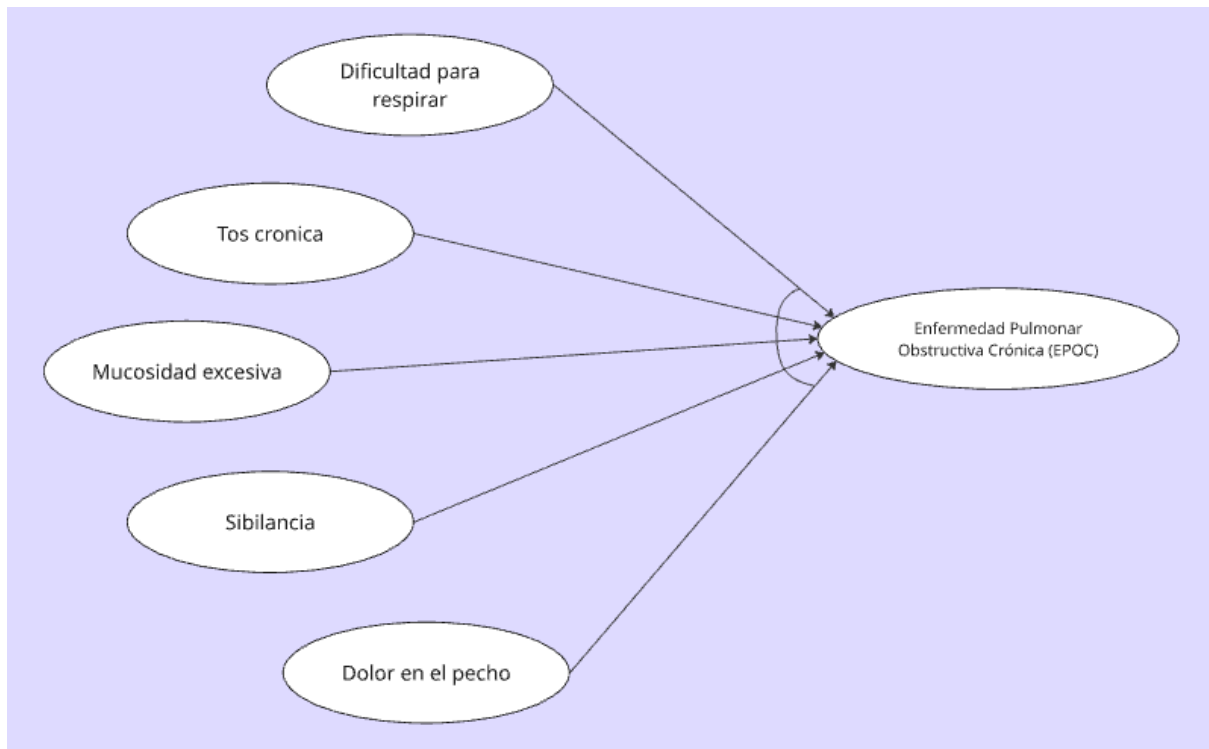 Dificultad para
respirar
Tos cronica
Mucosidad excesiva
Sibilancia
Dolor en el pecho
Enfermedad Pulmonar
Obstructiva Crónica (EPOC)